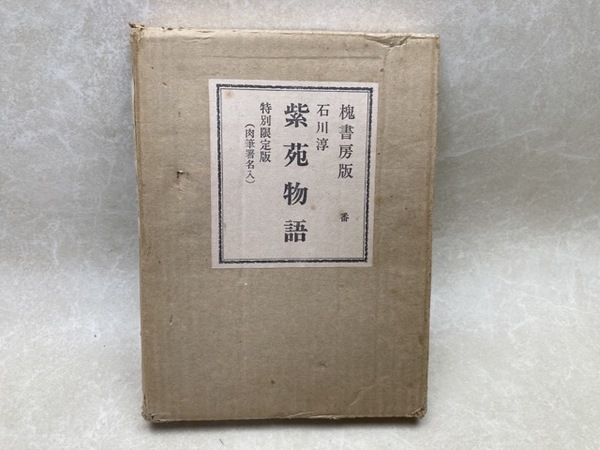 槐書房版　番
石川淳
紫苑物語
特別限定版
（肉筆署名入）